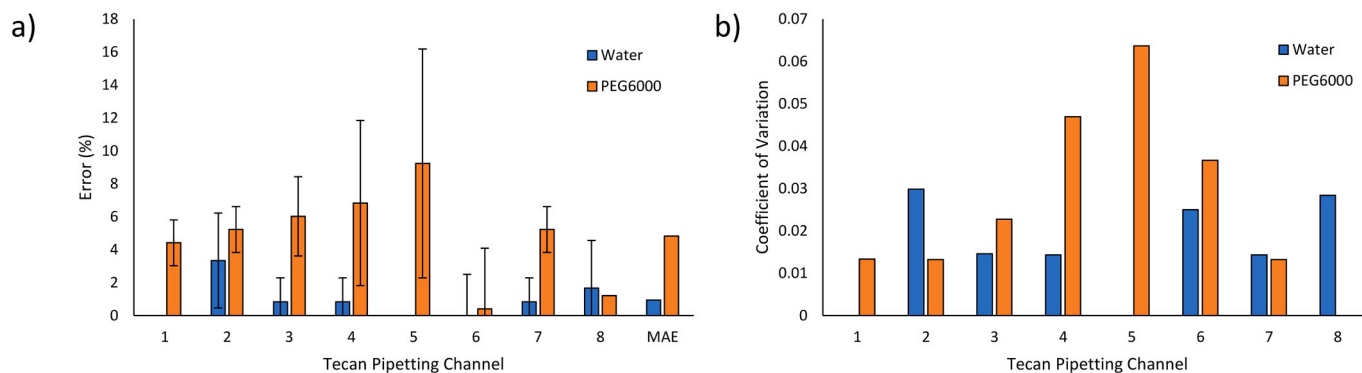 a)
18
16
14
12
10
8
6
4
2
0
Error (%)
Water
PEG6000
1 2 3 4 5 6 7 8 MAE
Tecan Pipetting Channel
b)
0.07
0.06
0.05
0.04
0.03
0.02
0.01
0.00
Coefficient of Variation
Water
PEG6000
1 2 3 4 5 6 7 8
Tecan Pipetting Channel